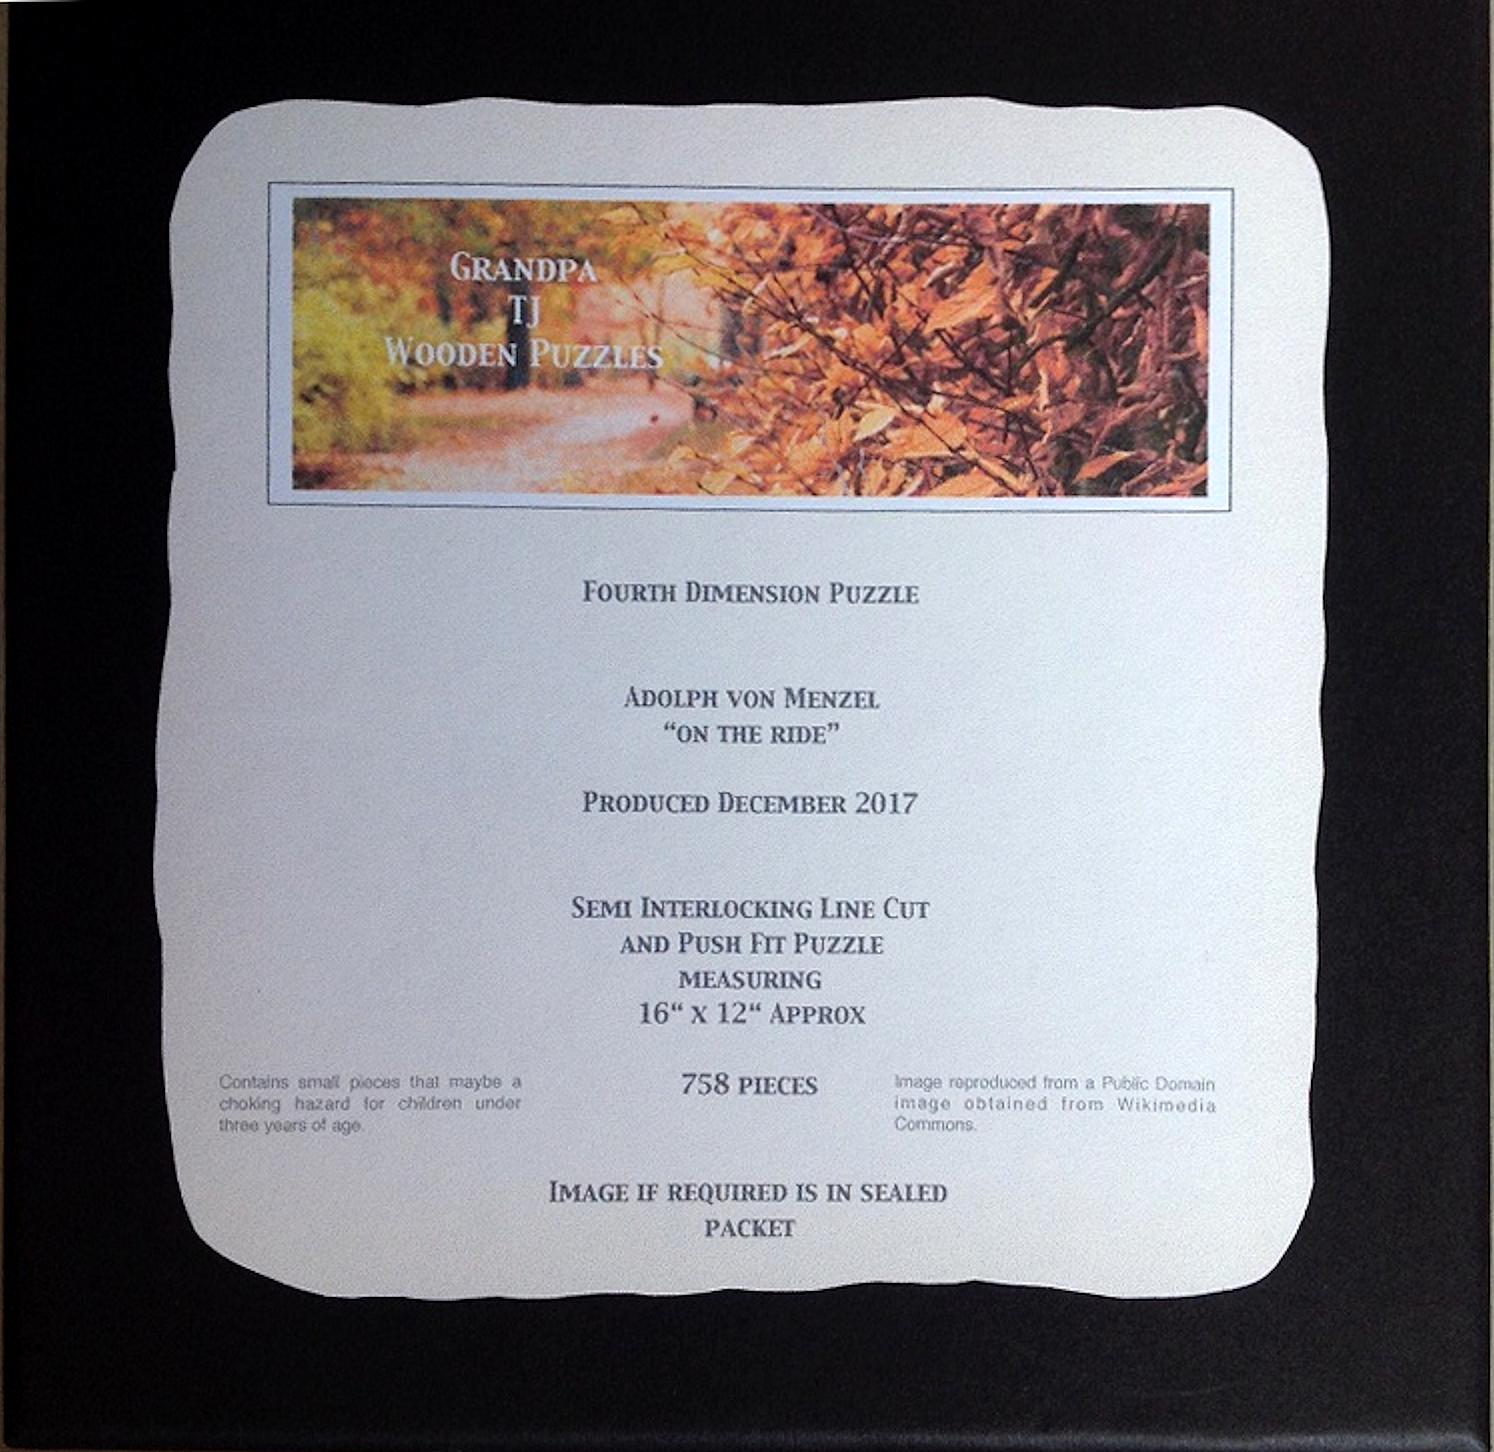 Grandpa
TJ
Wooden Puzzles
Fourth Dimension Puzzle
Adolph von Menzel
“on the ride”
Produced December 2017
Semi Interlocking Line Cut
and Push Fit Puzzle
measuring
16“ x 12“ Approx
758 pieces
Contains small pieces that maybe a
choking hazard for children under
three years of age.
Image reproduced from a Public Domain
image obtained from Wikimedia
Commons.
Image if required is in sealed
packet